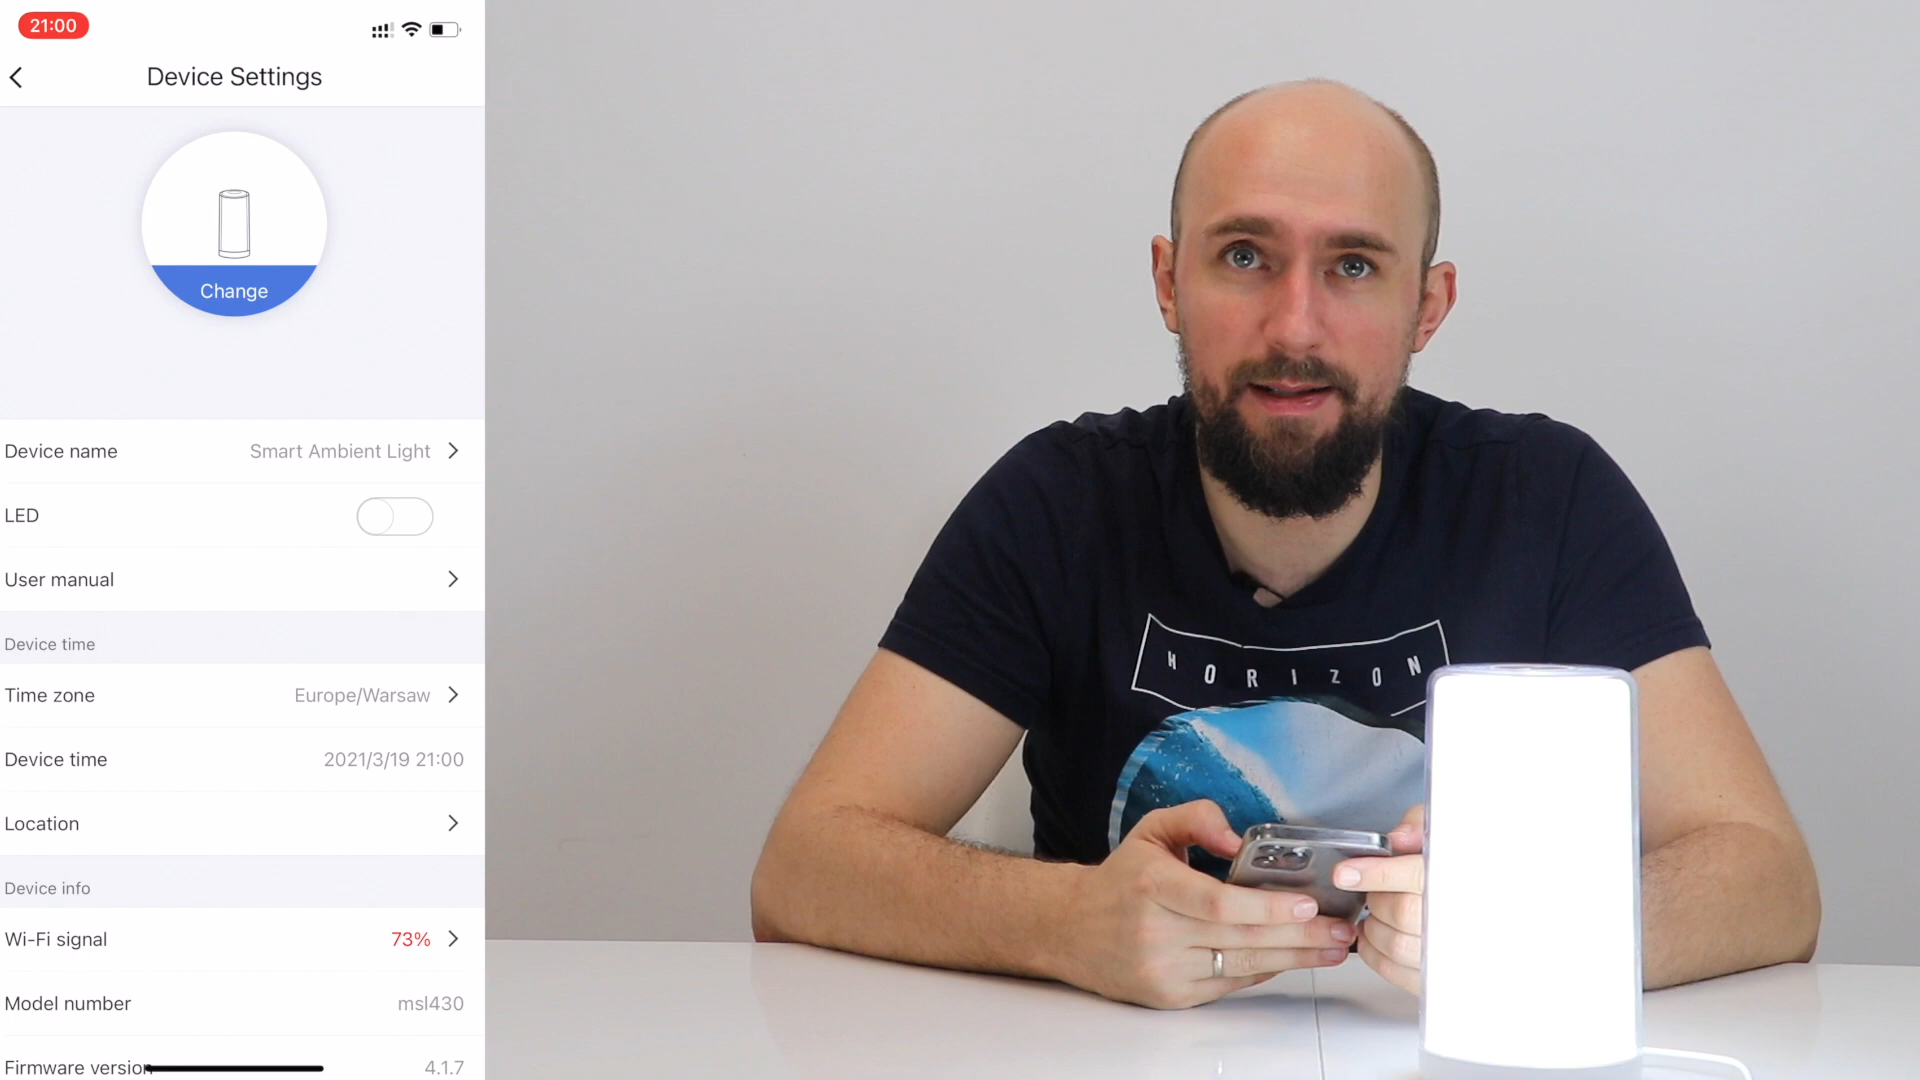 21:00
Device Settings
Change
Device name Smart Ambient Light
LED
User manual
Device time
Time zone Europe/Warsaw
Device time 2021/3/19 21:00
Location
Device info
Wi-Fi signal 73%
Model number msl430
Firmware version 4.1.7
HORIZON